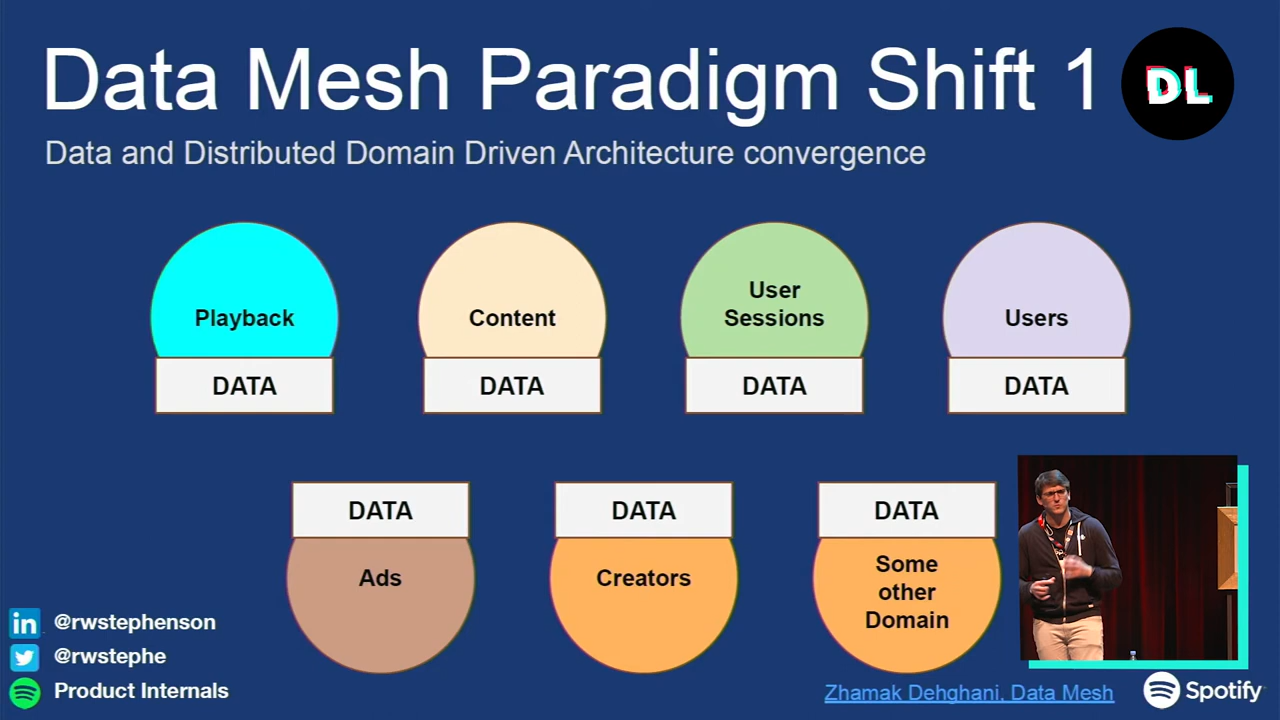 Data Mesh Paradigm Shift 1
DL
Data and Distributed Domain Driven Architecture convergence
Playback
Content
User
Sessions
Users
DATA
DATA
DATA
DATA
DATA
DATA
DATA
Ads
Creators
Some
other
Domain
in @rwstephenson
@rwstephe
Product Internals
Zhamak Dehghani, Data Mesh
Spotify